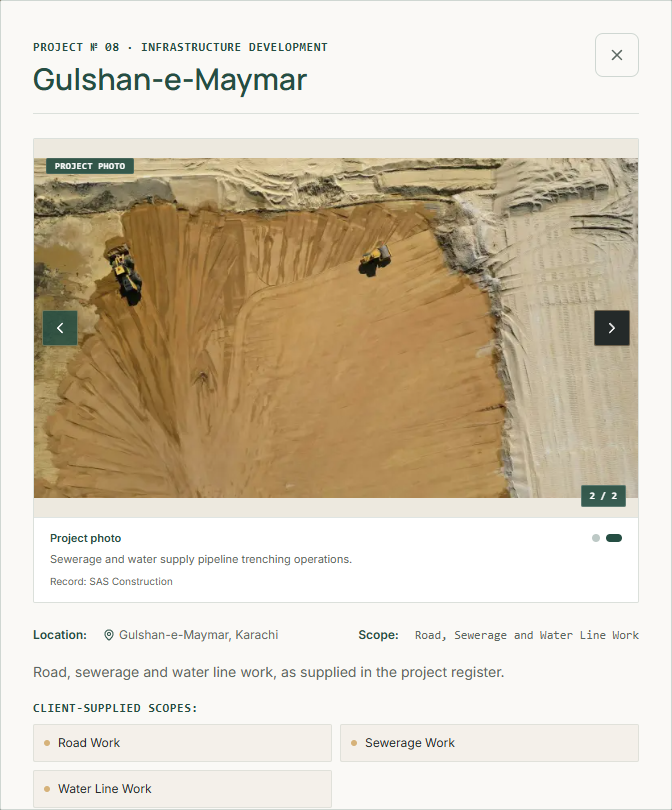 PROJECT № 08 · INFRASTRUCTURE DEVELOPMENT
Gulshan-e-Maymar
PROJECT PHOTO
2 / 2
Project photo
Sewerage and water supply pipeline trenching operations.
Record: SAS Construction
Location: Gulshan-e-Maymar, Karachi
Scope: Road, Sewerage and Water Line Work
Road, sewerage and water line work, as supplied in the project register.
CLIENT-SUPPLIED SCOPES:
Road Work
Sewerage Work
Water Line Work